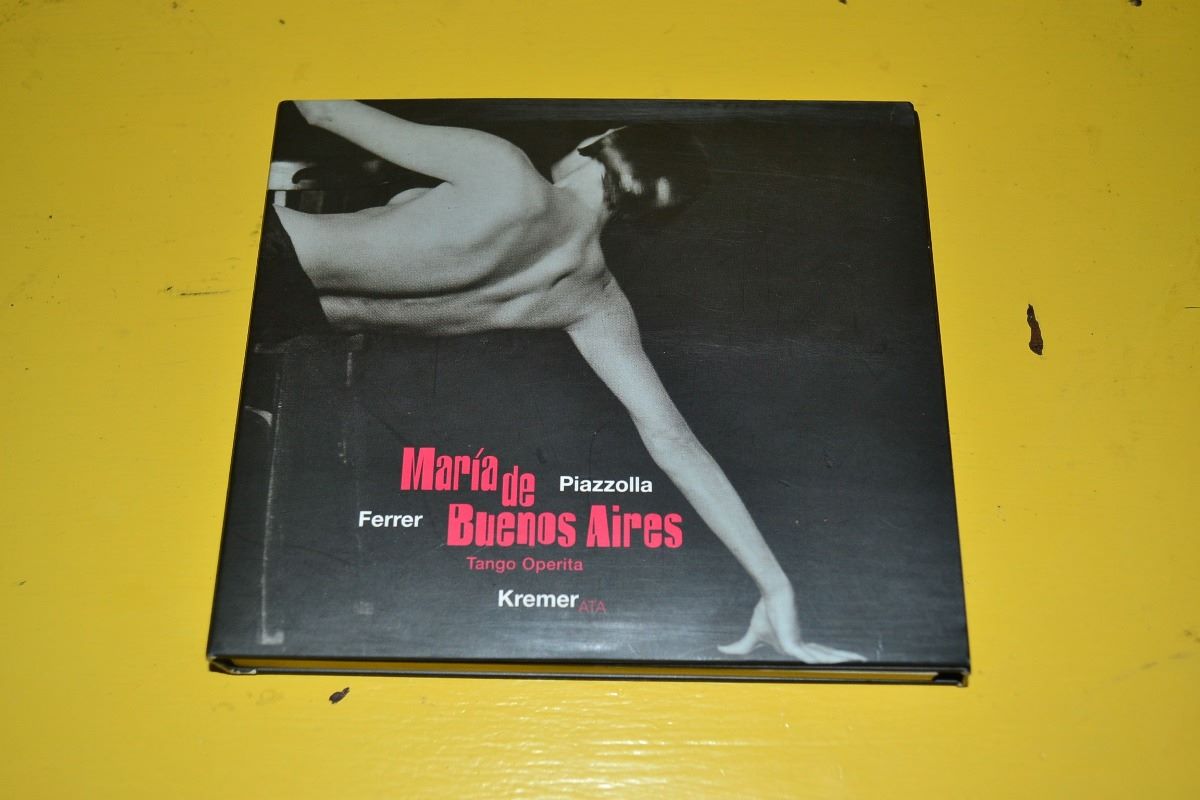 María de
Piazzolla
Ferrer
Buenos Aires
Tango Operita
KremerATA